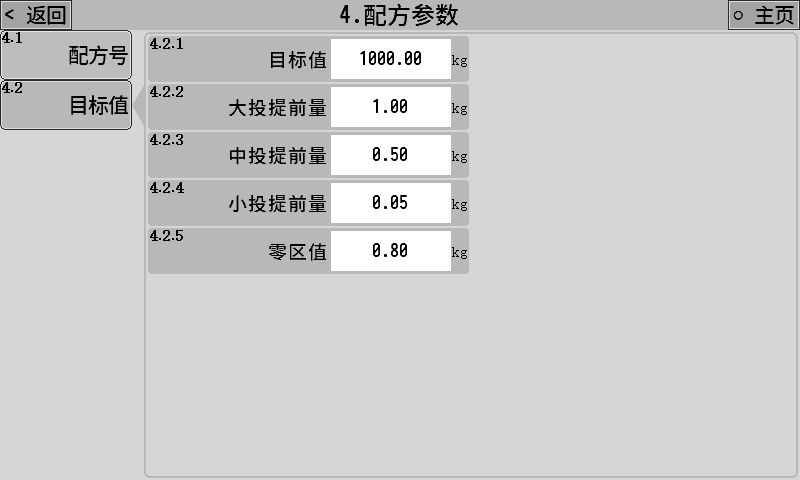 < 返回
4.配方参数
○ 主页
4.1
配方号
4.2
目标值
4.2.1
目标值 1000.00 kg
4.2.2
大投提前量 1.00 kg
4.2.3
中投提前量 0.50 kg
4.2.4
小投提前量 0.05 kg
4.2.5
零区值 0.80 kg